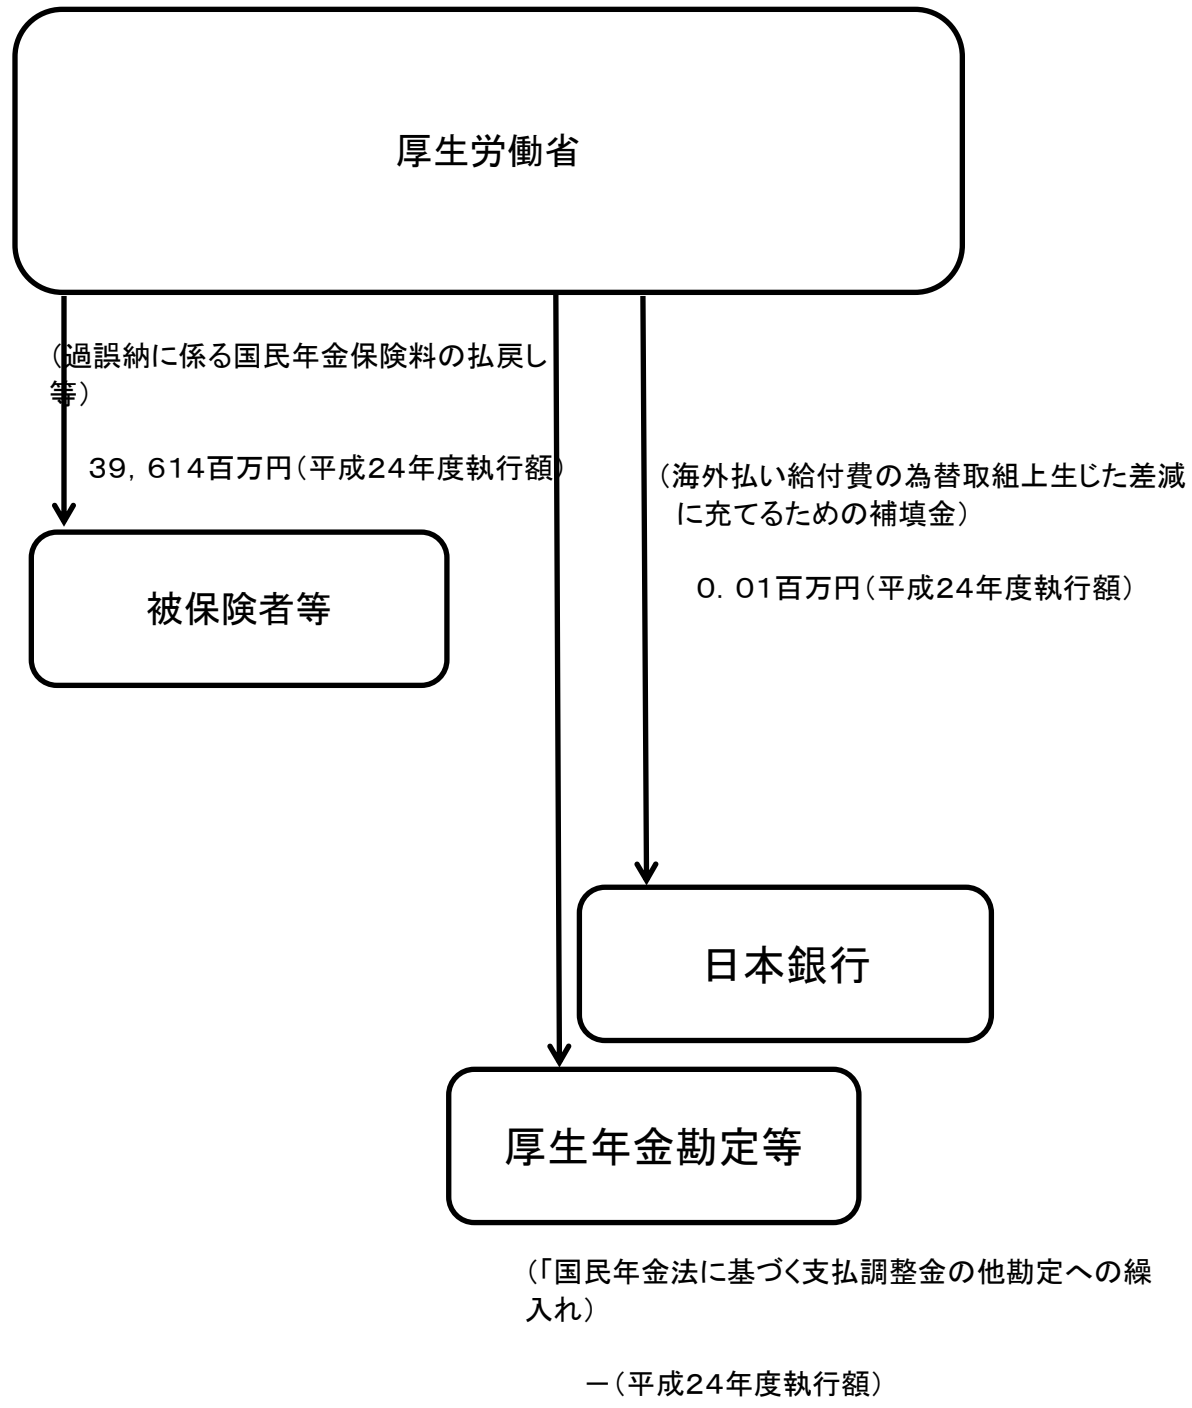 厚生労働省
（過誤納に係る国民年金保険料の払戻し
等）
３９，６１４百万円（平成２４年度執行額）
（海外払い給付費の為替取組上生じた差減
に充てるための補填金）
０．０１百万円（平成２４年度執行額）
被保険者等
日本銀行
厚生年金勘定等
（「国民年金法に基づく支払調整金の他勘定への繰
入れ）
－（平成２４年度執行額）